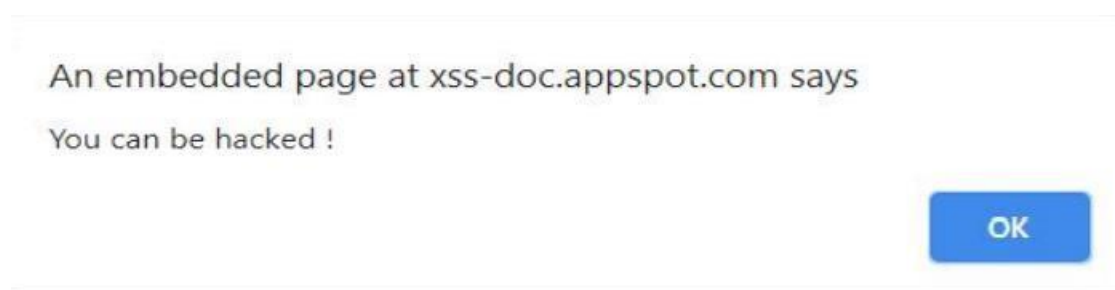 An embedded page at xss-doc.appspot.com says
You can be hacked !
OK